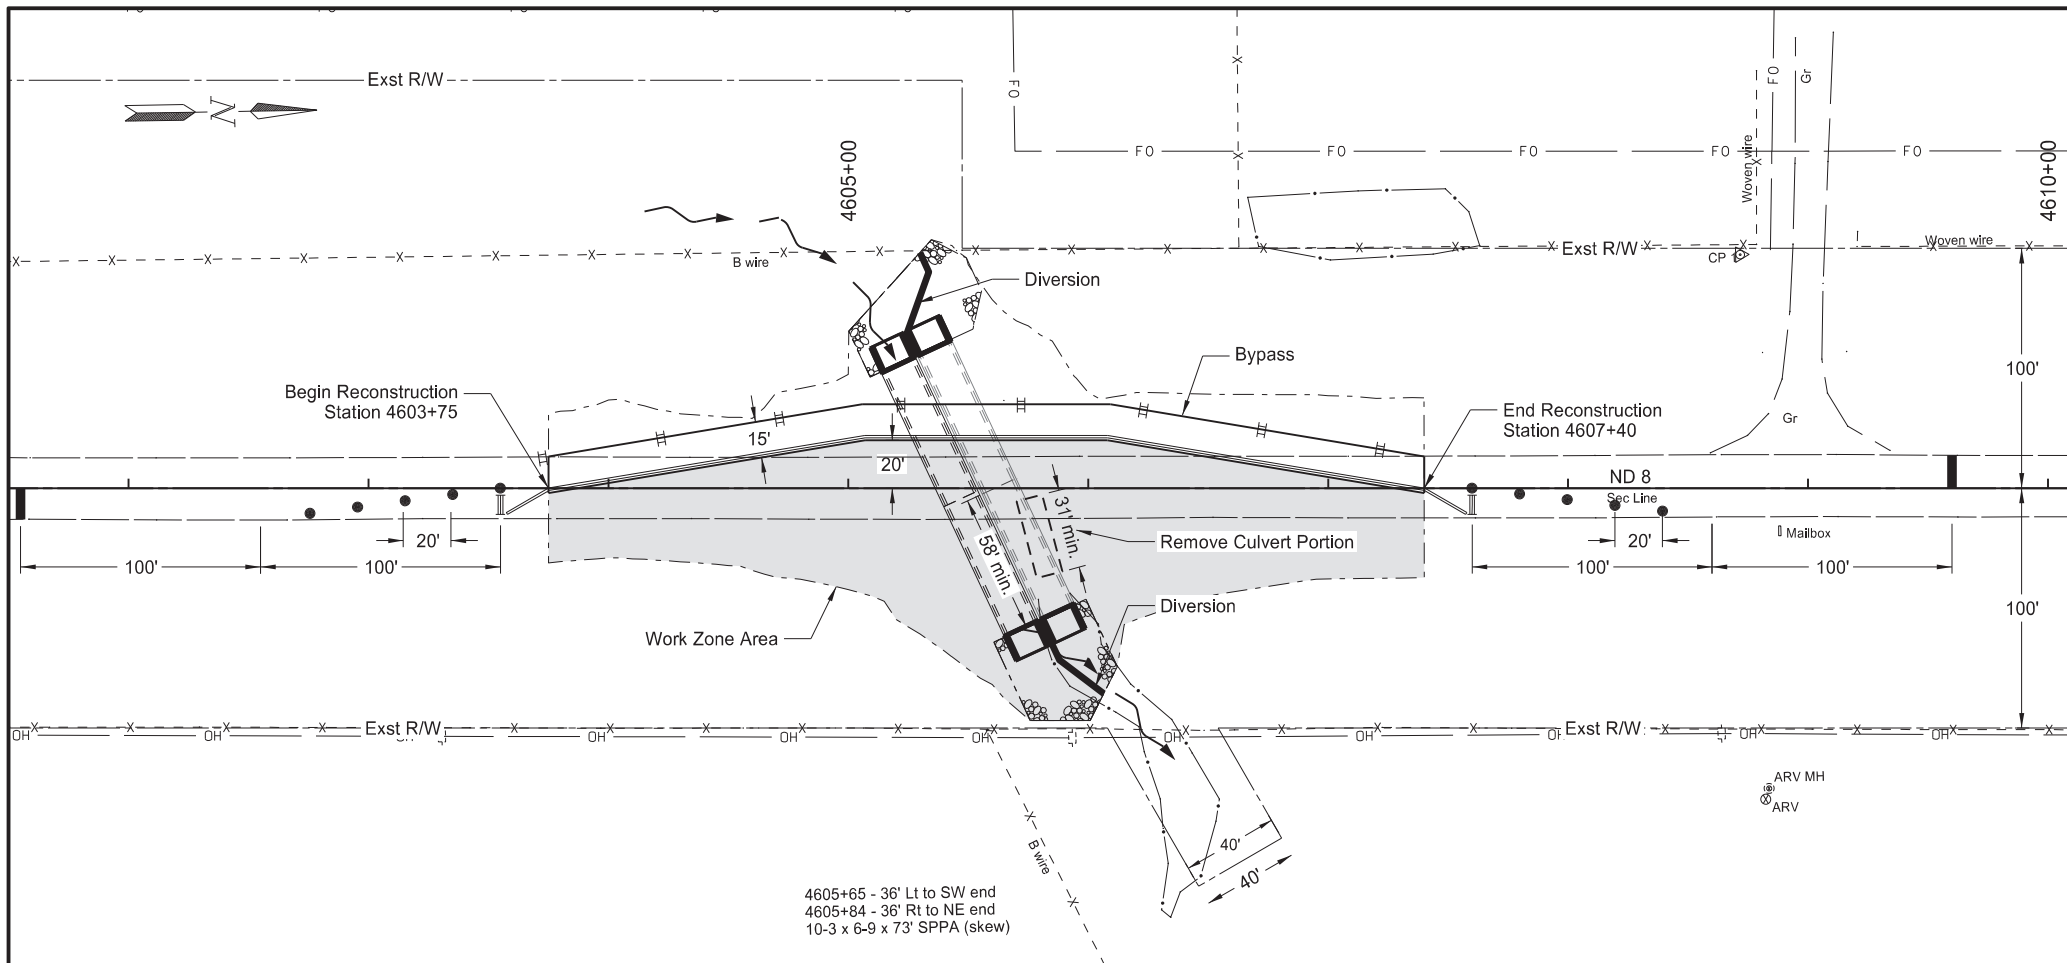 Exst R/W
N
4605+00
4610+00
FO
FO
FO
FO
FO
FO
FO
Gr
Woven wire
X
B wire
Exst R/W
Woven wire
CP 1
Diversion
Bypass
Begin Reconstruction
Station 4603+75
End Reconstruction
Station 4607+40
15'
20'
100'
Gr
ND 8
Sec Line
Mailbox
31' min.
58' min.
Remove Culvert Portion
20'
100'
100'
20'
100'
100'
100'
Diversion
Work Zone Area
Exst R/W
OH
OH
OH
OH
OH
OH
OH
Exst R/W
OH
OH
ARV MH
ARV
B wire
40'
40'
4605+65 - 36' Lt to SW end
4605+84 - 36' Rt to NE end
10-3 x 6-9 x 73' SPPA (skew)